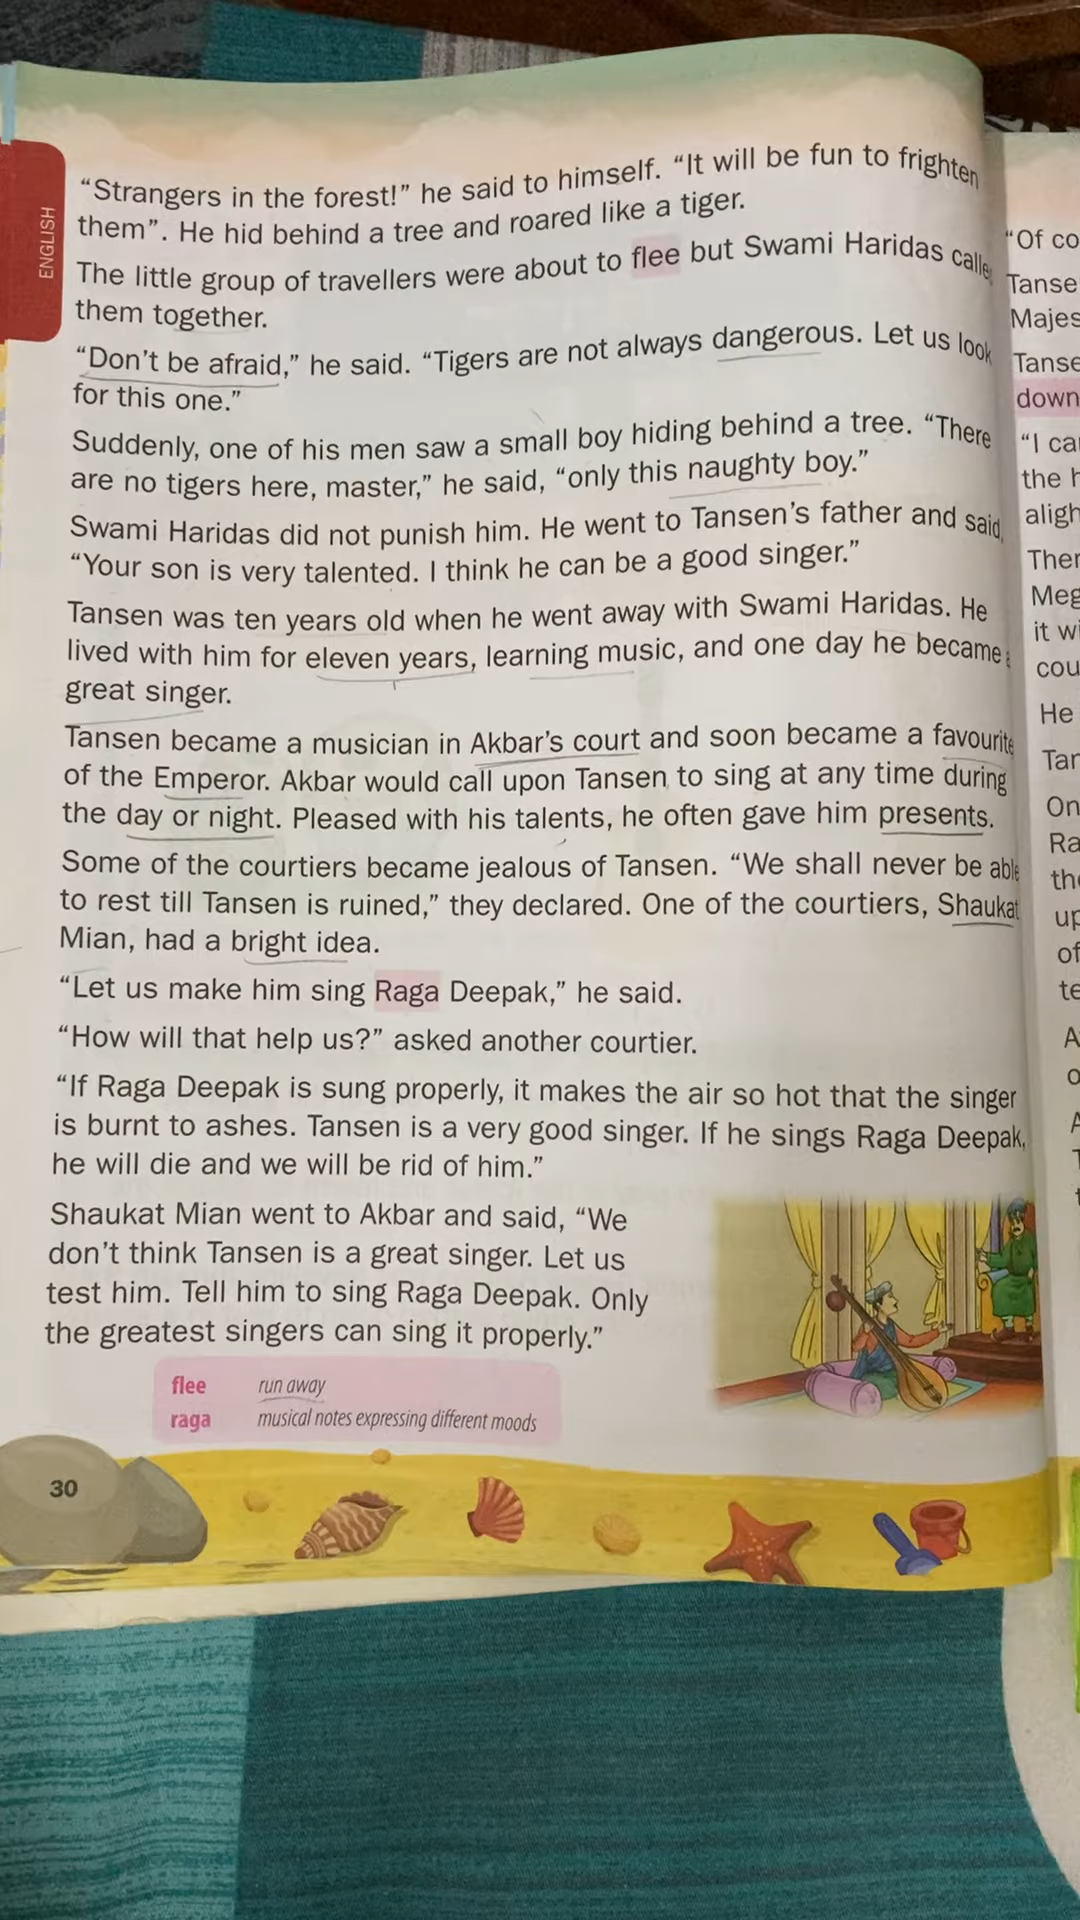 ENGLISH
“Strangers in the forest!” he said to himself. “It will be fun to frighten
them”. He hid behind a tree and roared like a tiger.
The little group of travellers were about to flee but Swami Haridas calle
them together.
“Don’t be afraid,” he said. “Tigers are not always dangerous. Let us look
for this one.”
Suddenly, one of his men saw a small boy hiding behind a tree. “There
are no tigers here, master,” he said, “only this naughty boy.”
Swami Haridas did not punish him. He went to Tansen’s father and said,
“Your son is very talented. I think he can be a good singer.”
Tansen was ten years old when he went away with Swami Haridas. He
lived with him for eleven years, learning music, and one day he became a
great singer.
Tansen became a musician in Akbar’s court and soon became a favourite
of the Emperor. Akbar would call upon Tansen to sing at any time during
the day or night. Pleased with his talents, he often gave him presents.
Some of the courtiers became jealous of Tansen. “We shall never be able
to rest till Tansen is ruined,” they declared. One of the courtiers, Shaukat
Mian, had a bright idea.
“Let us make him sing Raga Deepak,” he said.
“How will that help us?” asked another courtier.
“If Raga Deepak is sung properly, it makes the air so hot that the singer
is burnt to ashes. Tansen is a very good singer. If he sings Raga Deepak,
he will die and we will be rid of him.”
Shaukat Mian went to Akbar and said, “We
don’t think Tansen is a great singer. Let us
test him. Tell him to sing Raga Deepak. Only
the greatest singers can sing it properly.”
flee run away
raga musical notes expressing different moods
30
“Of co
Tanse
Majes
Tanse
down
“I ca
the h
aligh
Ther
Meg
it wi
cou
He
Tar
On
Ra
the
up
of
te
A